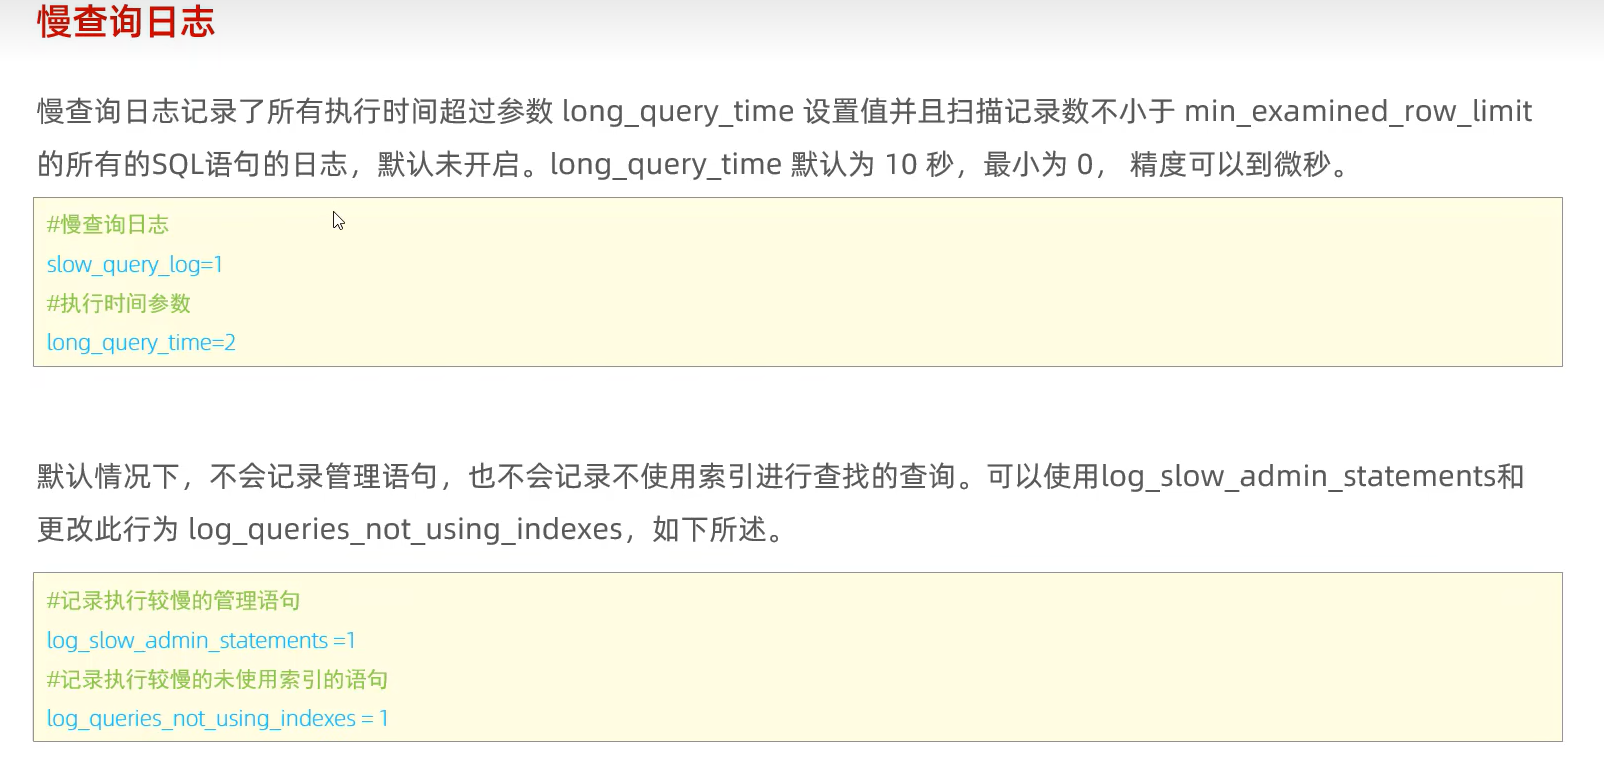 慢查询日志
慢查询日志记录了所有执行时间超过参数 long_query_time 设置值并且扫描记录数不小于 min_examined_row_limit
的所有的SQL语句的日志，默认未开启。long_query_time 默认为 10 秒，最小为 0， 精度可以到微秒。
#慢查询日志
slow_query_log=1
#执行时间参数
long_query_time=2
默认情况下，不会记录管理语句，也不会记录不使用索引进行查找的查询。可以使用log_slow_admin_statements和
更改此行为 log_queries_not_using_indexes，如下所述。
#记录执行较慢的管理语句
log_slow_admin_statements =1
#记录执行较慢的未使用索引的语句
log_queries_not_using_indexes = 1